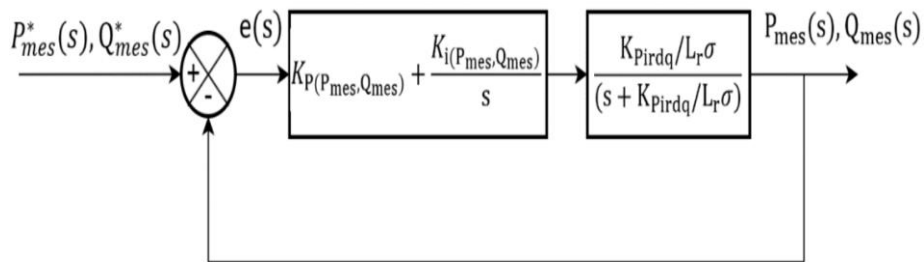 P*mes(s), Q*mes(s)
+
-
e(s)
KP(Pmes,Qmes) + Ki(Pmes,Qmes)/s
KPirdq/Lrσ
(s + KPirdq/Lrσ)
Pmes(s), Qmes(s)